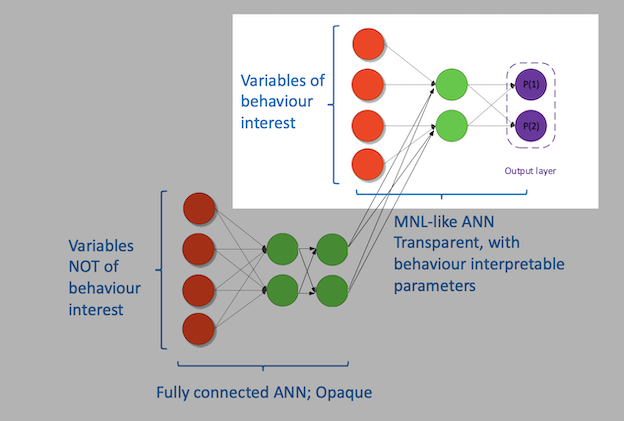 Variables of
behaviour
interest
P(1)
P(2)
Output layer
MNL-like ANN
Transparent, with
behaviour interpretable
parameters
Variables
NOT of
behaviour
interest
Fully connected ANN; Opaque